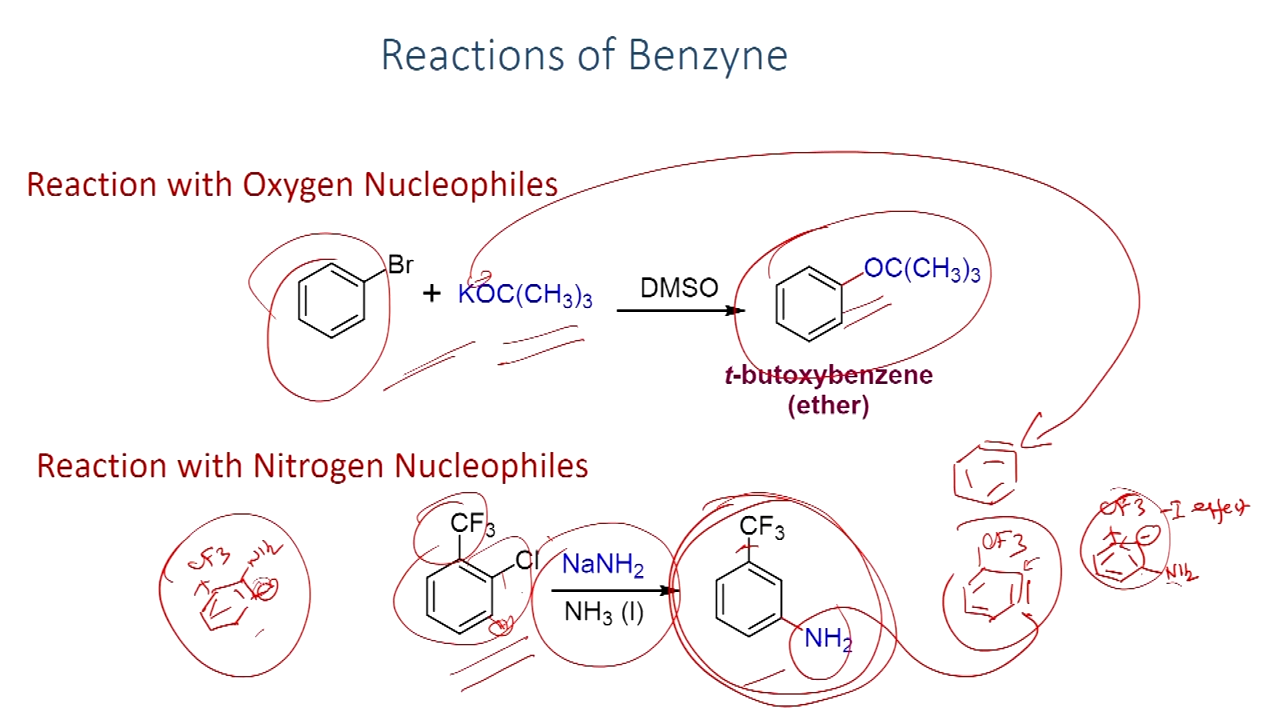 Reactions of Benzyne
Reaction with Oxygen Nucleophiles
Br + KOC(CH₃)₃ DMSO OC(CH₃)₃
t-butoxybenzene
(ether)
Reaction with Nitrogen Nucleophiles
CF₃ Cl NaNH₂ NH₃ (l) CF₃ NH₂
CF3 NH2
CF3
CF3 -I effect
NH2